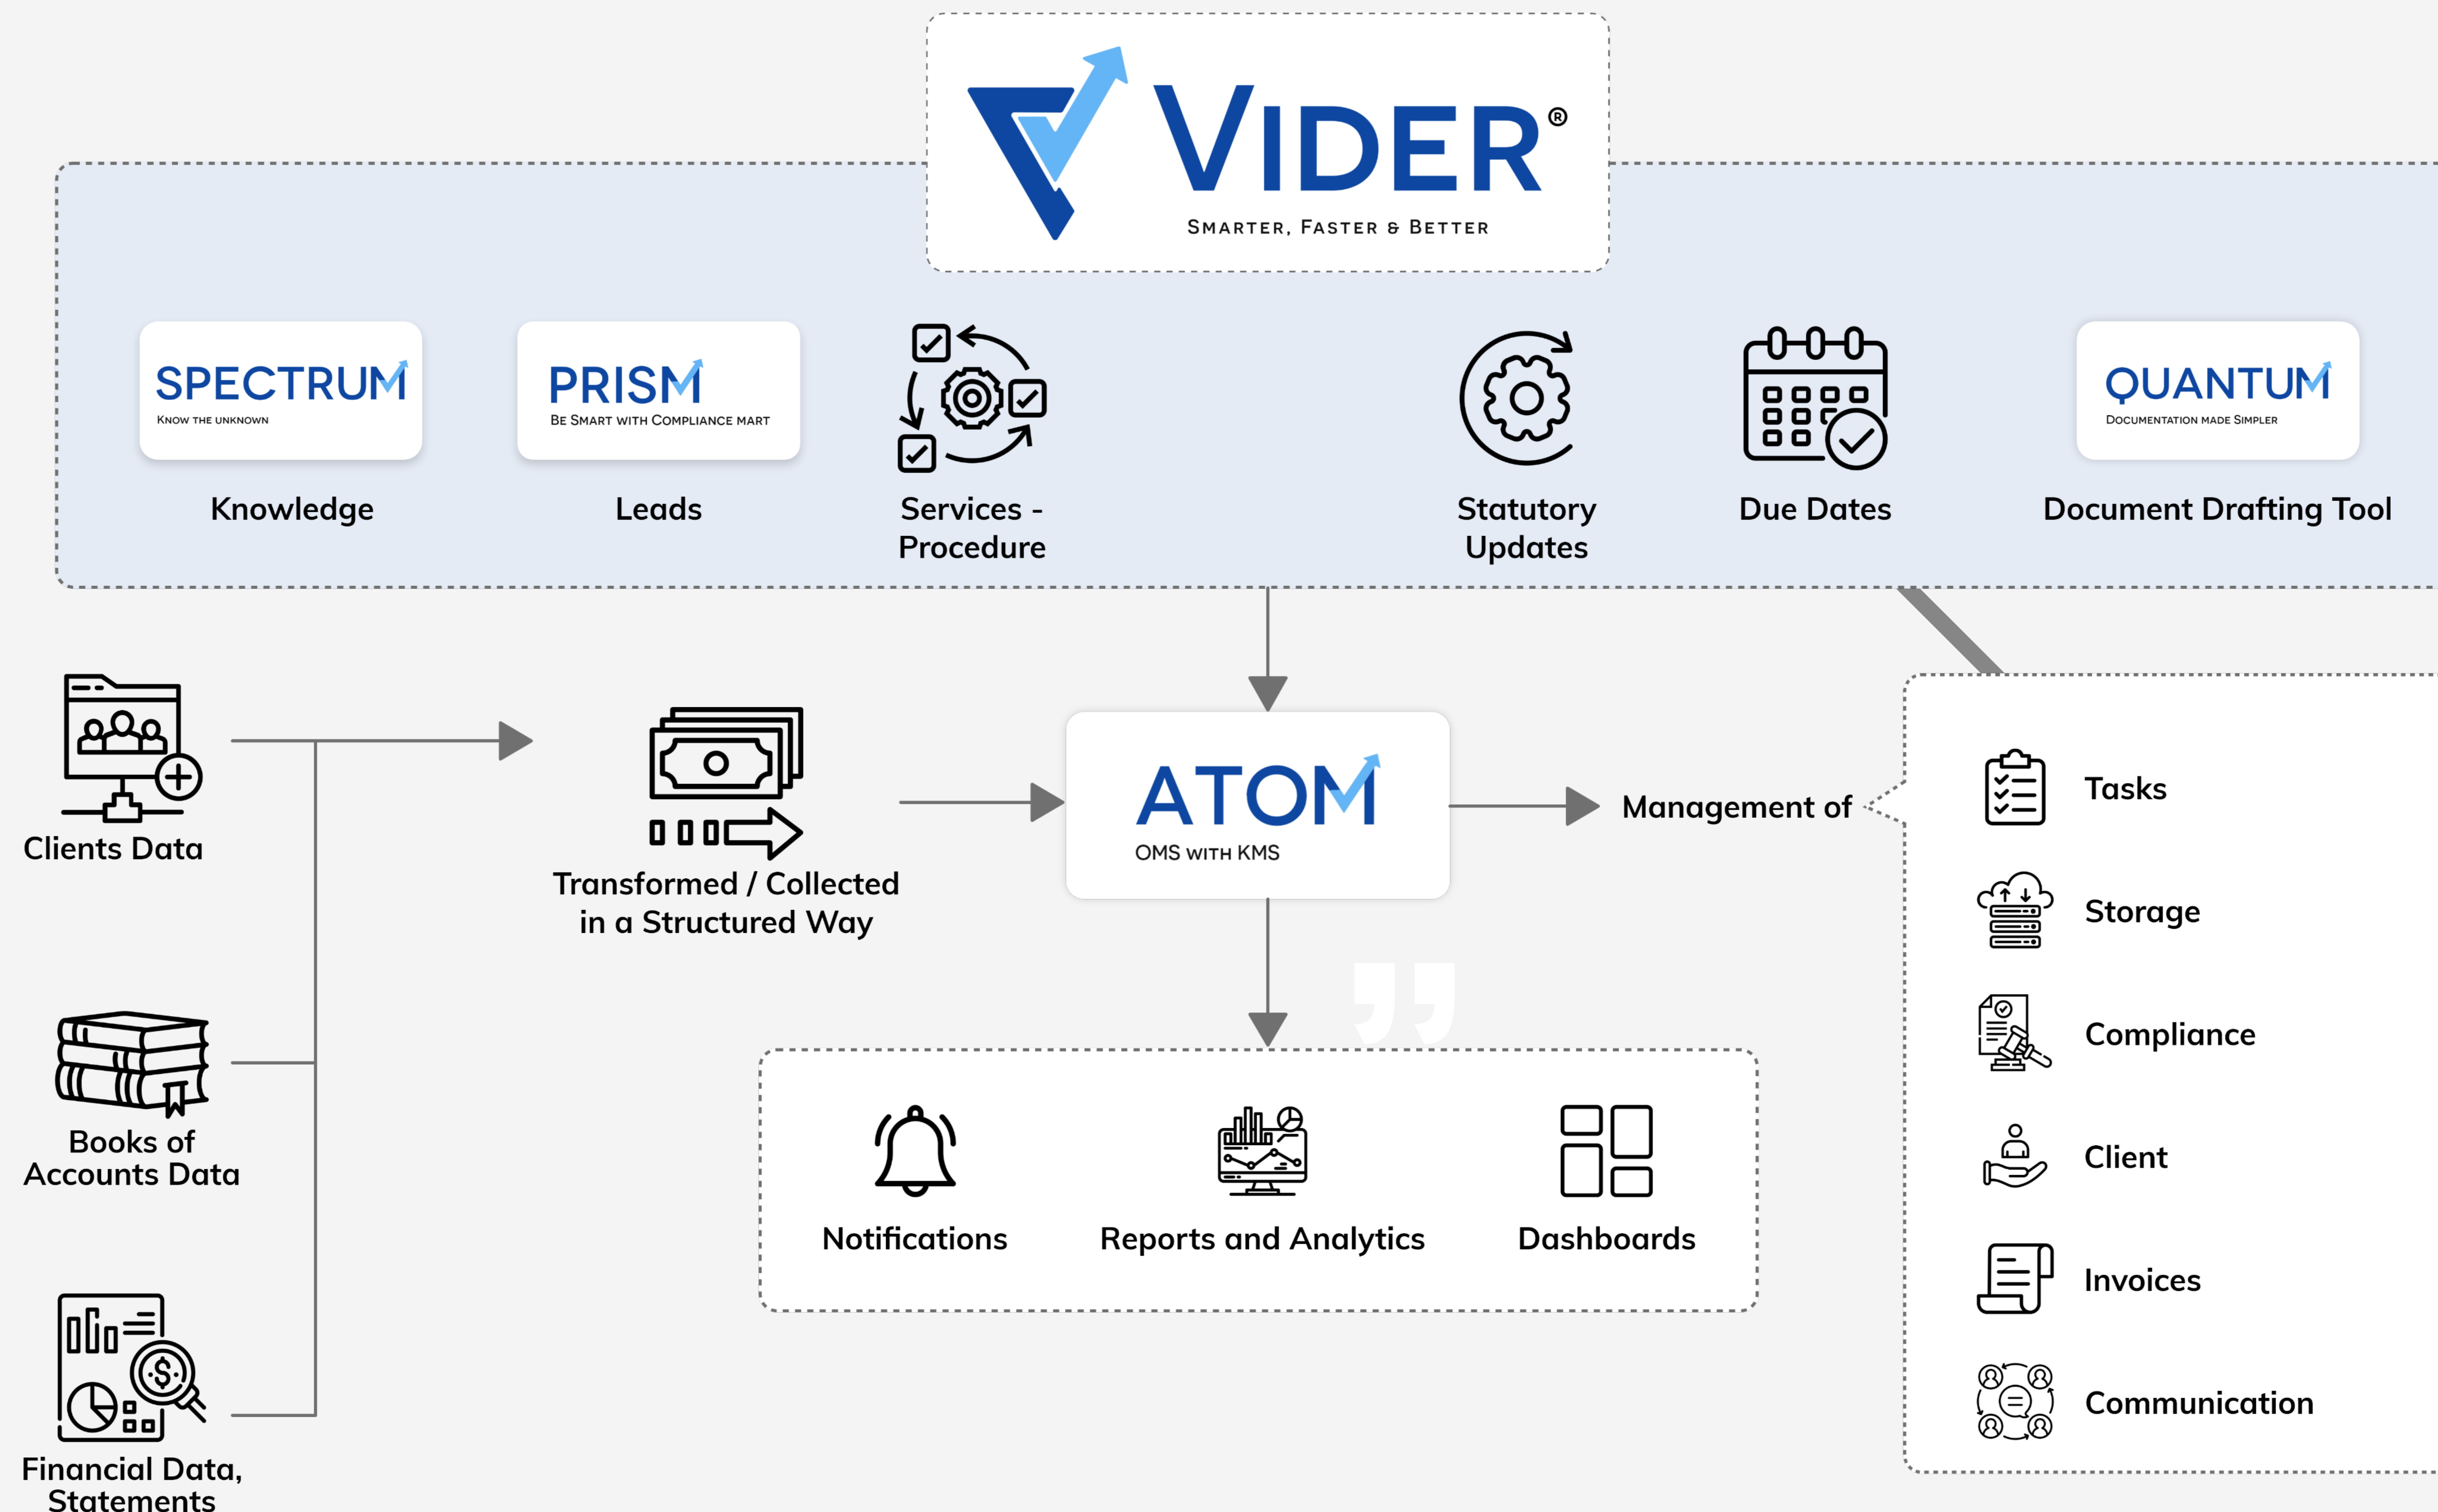 VIDER®
SMARTER, FASTER & BETTER
SPECTRUM
KNOW THE UNKNOWN
Knowledge
PRISM
BE SMART WITH COMPLIANCE MART
Leads
Services -
Procedure
Statutory
Updates
Due Dates
QUANTUM
DOCUMENTATION MADE SIMPLER
Document Drafting Tool
Clients Data
Books of
Accounts Data
Financial Data,
Statements
Transformed / Collected
in a Structured Way
ATOM
OMS WITH KMS
Management of
Tasks
Storage
Compliance
Client
Invoices
Communication
”
Notifications
Reports and Analytics
Dashboards